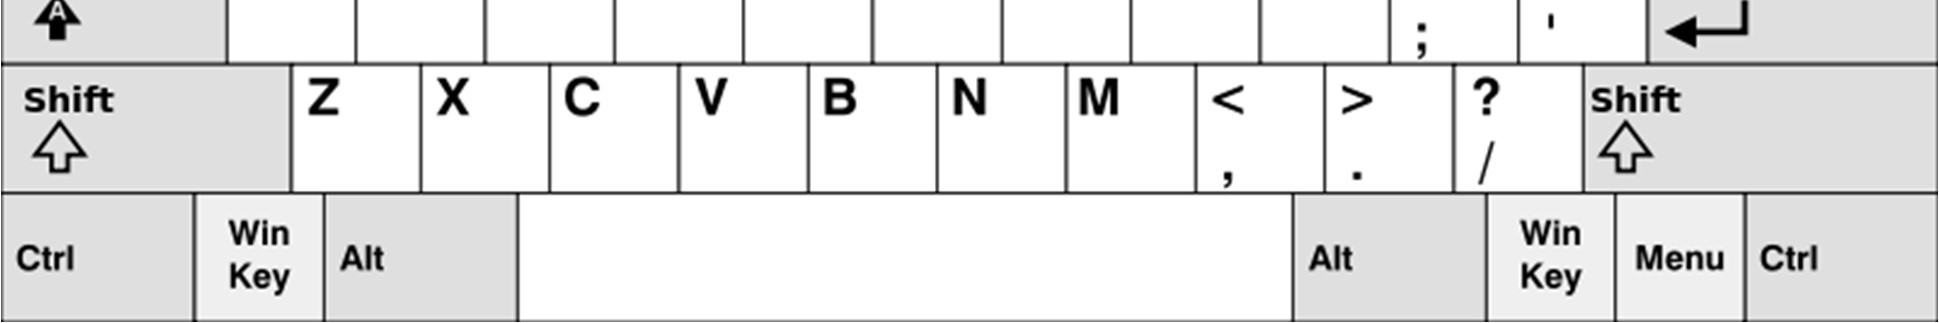 A
; '
Shift Z X C V B N M < > ? Shift
, . /
Ctrl Win Key Alt Alt Win Key Menu Ctrl